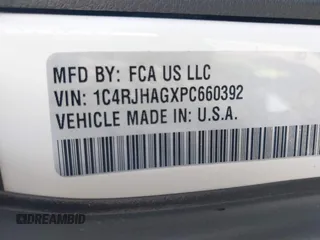 MFD BY: FCA US LLC
VIN: 1C4RJHAGXPC660392
VEHICLE MADE IN: U.S.A.
DREAMBID